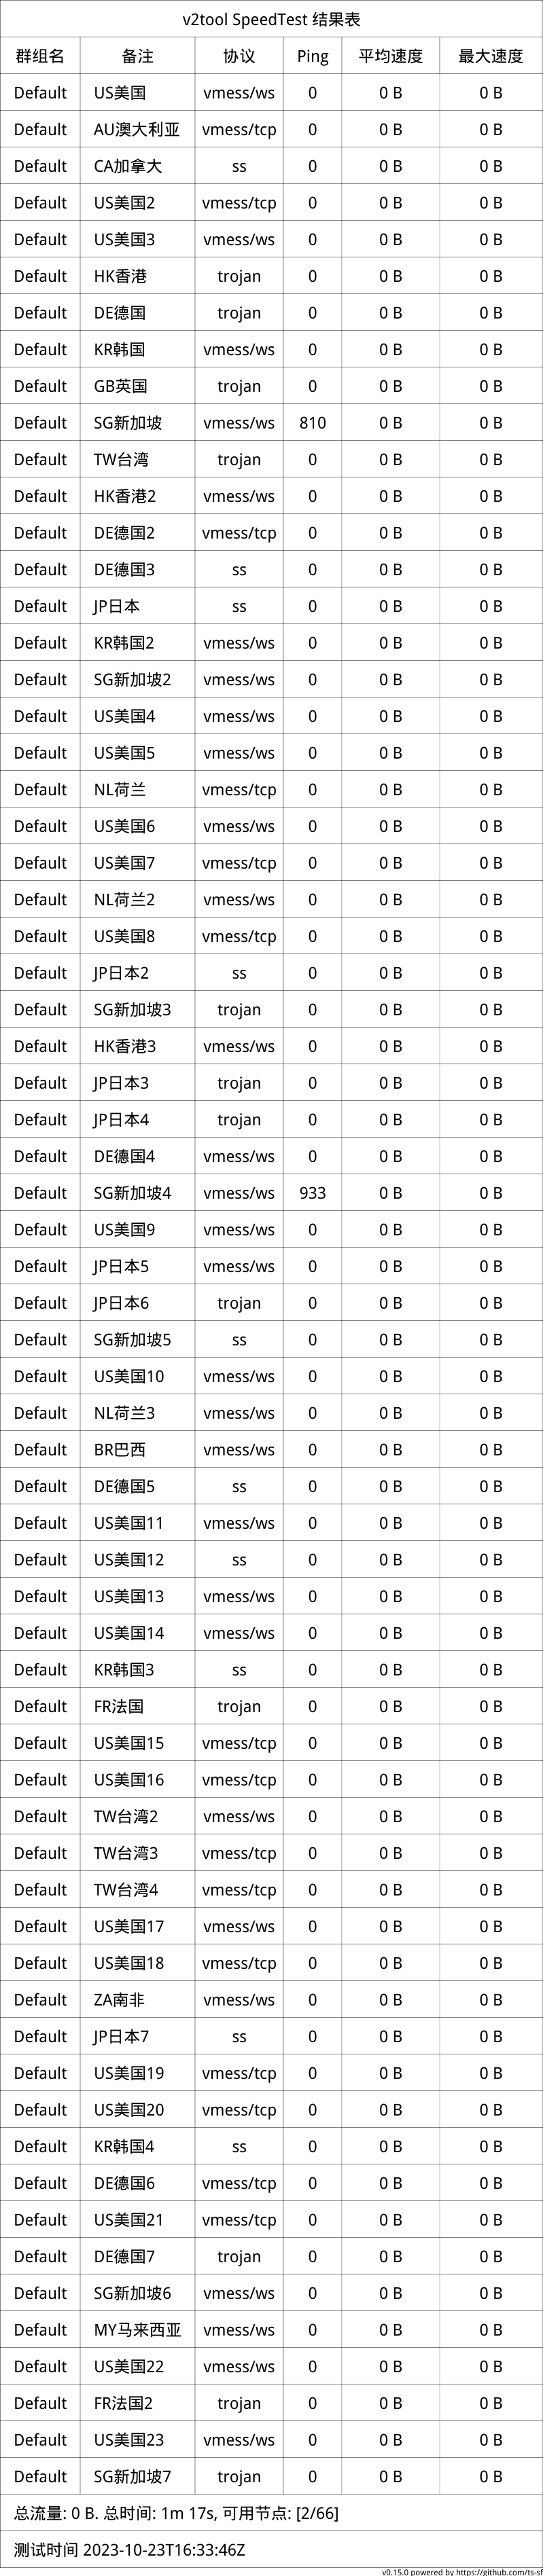 v2tool SpeedTest 结果表
群组名 备注 协议 Ping 平均速度 最大速度
Default US美国 vmess/ws 0 0 B 0 B
Default AU澳大利亚 vmess/tcp 0 0 B 0 B
Default CA加拿大 ss 0 0 B 0 B
Default US美国2 vmess/tcp 0 0 B 0 B
Default US美国3 vmess/ws 0 0 B 0 B
Default HK香港 trojan 0 0 B 0 B
Default DE德国 trojan 0 0 B 0 B
Default KR韩国 vmess/ws 0 0 B 0 B
Default GB英国 trojan 0 0 B 0 B
Default SG新加坡 vmess/ws 810 0 B 0 B
Default TW台湾 trojan 0 0 B 0 B
Default HK香港2 vmess/ws 0 0 B 0 B
Default DE德国2 vmess/tcp 0 0 B 0 B
Default DE德国3 ss 0 0 B 0 B
Default JP日本 ss 0 0 B 0 B
Default KR韩国2 vmess/ws 0 0 B 0 B
Default SG新加坡2 vmess/ws 0 0 B 0 B
Default US美国4 vmess/ws 0 0 B 0 B
Default US美国5 vmess/ws 0 0 B 0 B
Default NL荷兰 vmess/tcp 0 0 B 0 B
Default US美国6 vmess/ws 0 0 B 0 B
Default US美国7 vmess/tcp 0 0 B 0 B
Default NL荷兰2 vmess/ws 0 0 B 0 B
Default US美国8 vmess/tcp 0 0 B 0 B
Default JP日本2 ss 0 0 B 0 B
Default SG新加坡3 trojan 0 0 B 0 B
Default HK香港3 vmess/ws 0 0 B 0 B
Default JP日本3 trojan 0 0 B 0 B
Default JP日本4 trojan 0 0 B 0 B
Default DE德国4 vmess/ws 0 0 B 0 B
Default SG新加坡4 vmess/ws 933 0 B 0 B
Default US美国9 vmess/ws 0 0 B 0 B
Default JP日本5 vmess/ws 0 0 B 0 B
Default JP日本6 trojan 0 0 B 0 B
Default SG新加坡5 ss 0 0 B 0 B
Default US美国10 vmess/ws 0 0 B 0 B
Default NL荷兰3 vmess/ws 0 0 B 0 B
Default BR巴西 vmess/ws 0 0 B 0 B
Default DE德国5 ss 0 0 B 0 B
Default US美国11 vmess/ws 0 0 B 0 B
Default US美国12 ss 0 0 B 0 B
Default US美国13 vmess/ws 0 0 B 0 B
Default US美国14 vmess/ws 0 0 B 0 B
Default KR韩国3 ss 0 0 B 0 B
Default FR法国 trojan 0 0 B 0 B
Default US美国15 vmess/tcp 0 0 B 0 B
Default US美国16 vmess/tcp 0 0 B 0 B
Default TW台湾2 vmess/ws 0 0 B 0 B
Default TW台湾3 vmess/tcp 0 0 B 0 B
Default TW台湾4 vmess/tcp 0 0 B 0 B
Default US美国17 vmess/ws 0 0 B 0 B
Default US美国18 vmess/tcp 0 0 B 0 B
Default ZA南非 vmess/ws 0 0 B 0 B
Default JP日本7 ss 0 0 B 0 B
Default US美国19 vmess/tcp 0 0 B 0 B
Default US美国20 vmess/tcp 0 0 B 0 B
Default KR韩国4 ss 0 0 B 0 B
Default DE德国6 vmess/tcp 0 0 B 0 B
Default US美国21 vmess/tcp 0 0 B 0 B
Default DE德国7 trojan 0 0 B 0 B
Default SG新加坡6 vmess/ws 0 0 B 0 B
Default MY马来西亚 vmess/ws 0 0 B 0 B
Default US美国22 vmess/ws 0 0 B 0 B
Default FR法国2 trojan 0 0 B 0 B
Default US美国23 vmess/ws 0 0 B 0 B
Default SG新加坡7 trojan 0 0 B 0 B
总流量: 0 B. 总时间: 1m 17s, 可用节点: [2/66]
测试时间 2023-10-23T16:33:46Z
v0.15.0 powered by https://github.com/ts-sf